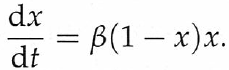 dx/dt = β(1 − x)x.